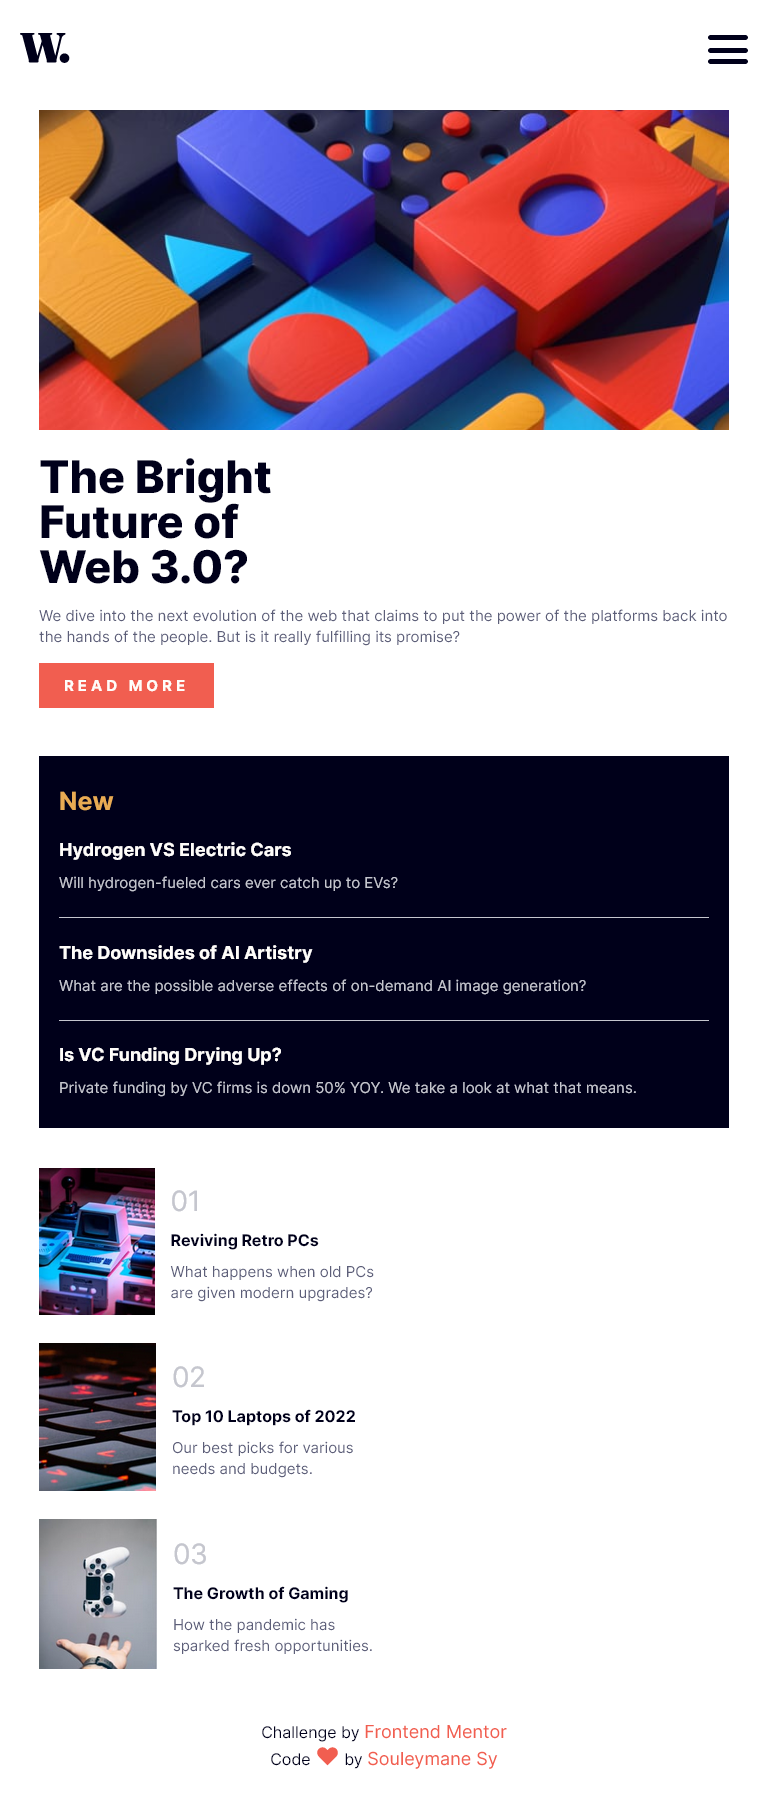 W.
The Bright
Future of
Web 3.0?
We dive into the next evolution of the web that claims to put the power of the platforms back into
the hands of the people. But is it really fulfilling its promise?
READ MORE
New
Hydrogen VS Electric Cars
Will hydrogen-fueled cars ever catch up to EVs?
The Downsides of AI Artistry
What are the possible adverse effects of on-demand AI image generation?
Is VC Funding Drying Up?
Private funding by VC firms is down 50% YOY. We take a look at what that means.
01
Reviving Retro PCs
What happens when old PCs
are given modern upgrades?
02
Top 10 Laptops of 2022
Our best picks for various
needs and budgets.
03
The Growth of Gaming
How the pandemic has
sparked fresh opportunities.
Challenge by Frontend Mentor
Code ❤ by Souleymane Sy